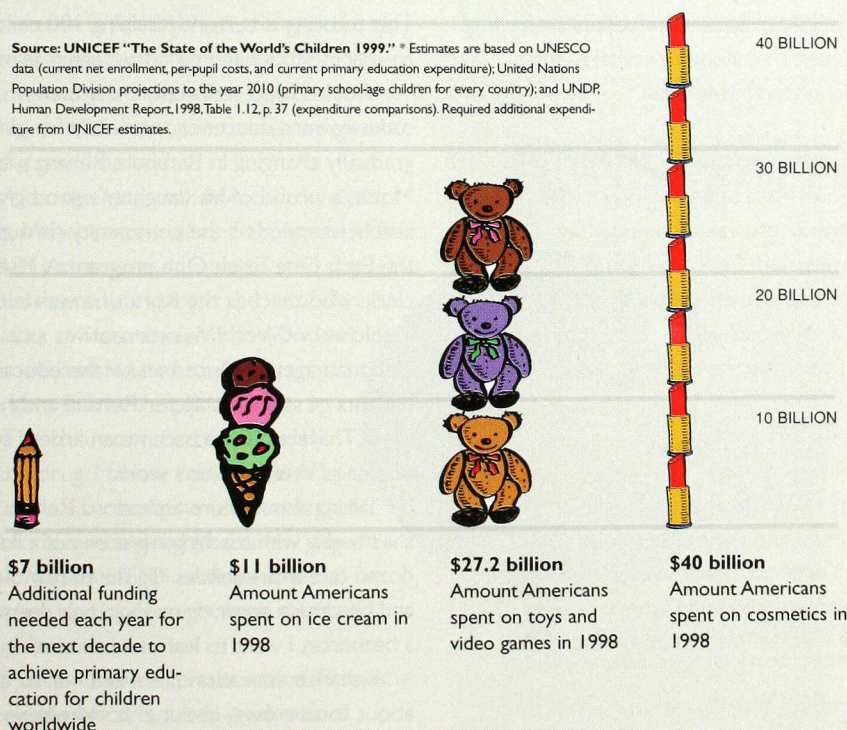 Source: UNICEF “The State of the World’s Children 1999.” * Estimates are based on UNESCO
data (current net enrollment, per-pupil costs, and current primary education expenditure); United Nations
Population Division projections to the year 2010 (primary school-age children for every country); and UNDP,
Human Development Report, 1998, Table 1.12, p. 37 (expenditure comparisons). Required additional expendi-
ture from UNICEF estimates.
40 BILLION
30 BILLION
20 BILLION
10 BILLION
$7 billion
Additional funding
needed each year for
the next decade to
achieve primary edu-
cation for children
worldwide
$11 billion
Amount Americans
spent on ice cream in
1998
$27.2 billion
Amount Americans
spent on toys and
video games in 1998
$40 billion
Amount Americans
spent on cosmetics in
1998